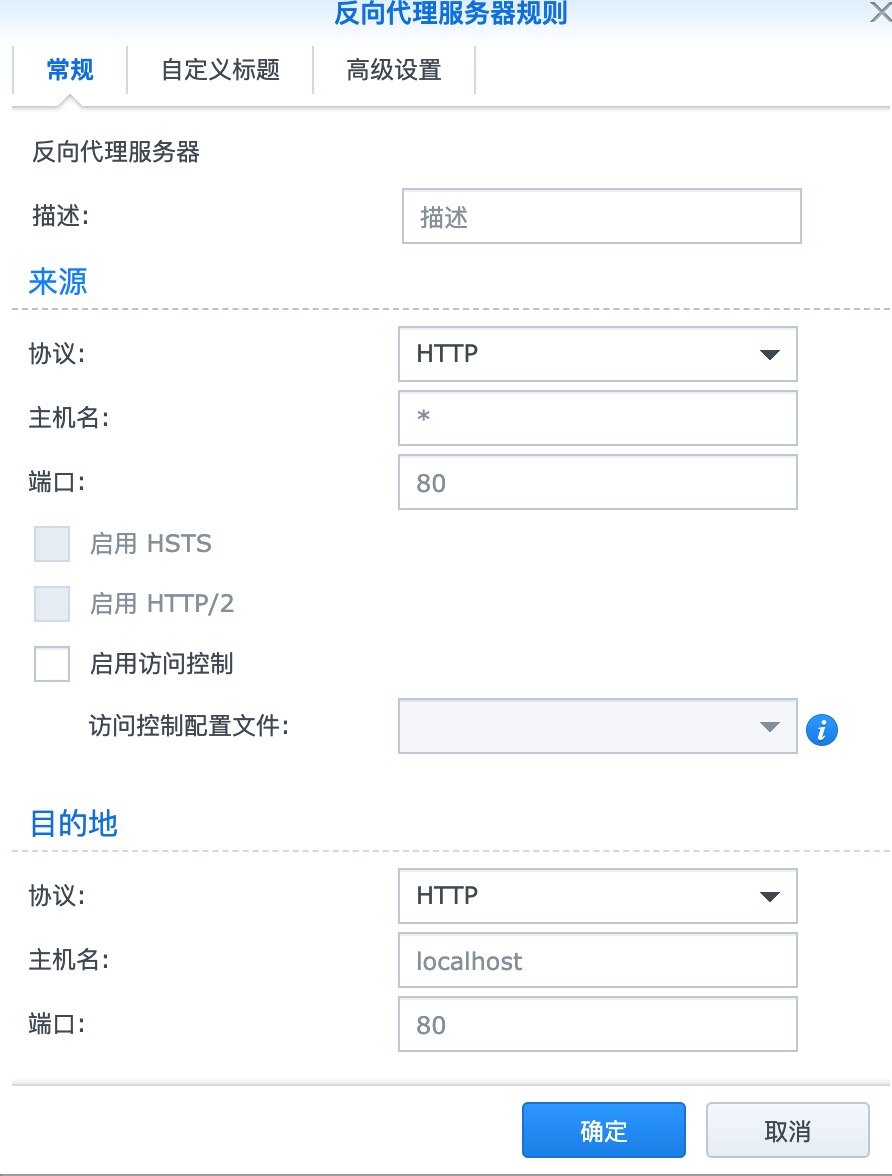 反向代理服务器规则
常规 自定义标题 高级设置
反向代理服务器
描述: 描述
来源
协议: HTTP
主机名: *
端口: 80
启用 HSTS
启用 HTTP/2
启用访问控制
访问控制配置文件:
目的地
协议: HTTP
主机名: localhost
端口: 80
确定 取消